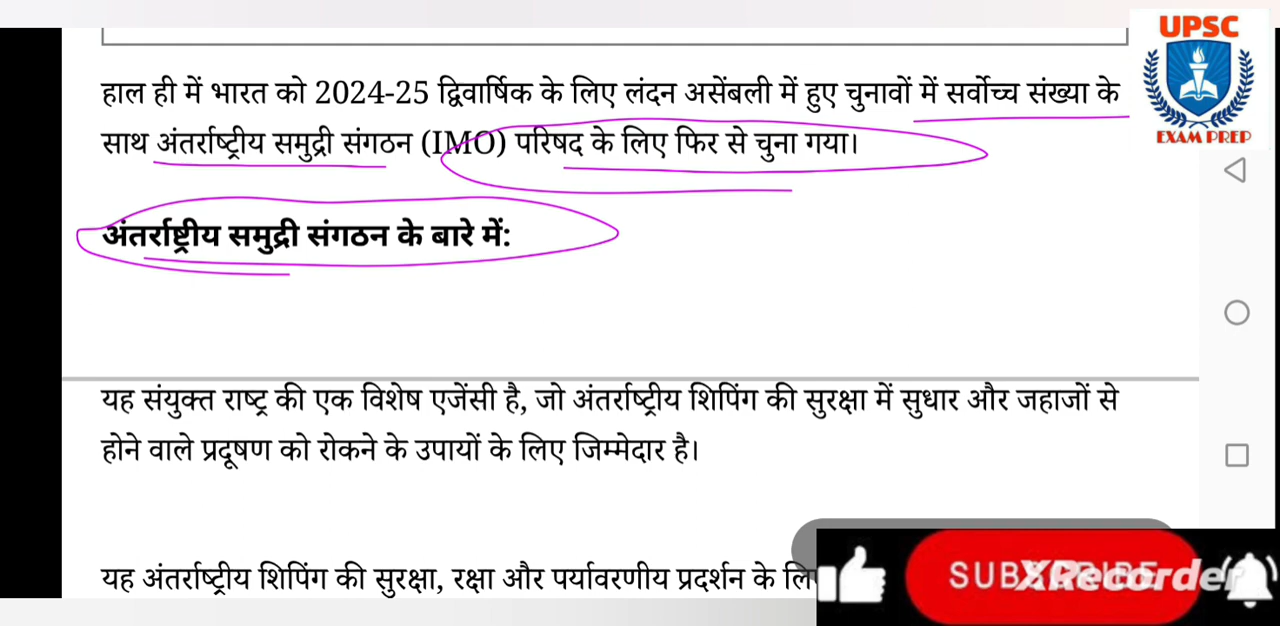 UPSC
EXAM PREP
हाल ही में भारत को 2024-25 द्विवार्षिक के लिए लंदन असेंबली में हुए चुनावों में सर्वोच्च संख्या के
साथ अंतर्राष्ट्रीय समुद्री संगठन (IMO) परिषद के लिए फिर से चुना गया।
अंतर्राष्ट्रीय समुद्री संगठन के बारे में:
यह संयुक्त राष्ट्र की एक विशेष एजेंसी है, जो अंतर्राष्ट्रीय शिपिंग की सुरक्षा में सुधार और जहाजों से
होने वाले प्रदूषण को रोकने के उपायों के लिए जिम्मेदार है।
यह अंतर्राष्ट्रीय शिपिंग की सुरक्षा, रक्षा और पर्यावरणीय प्रदर्शन के
SUBSCRIBE
XRecorder